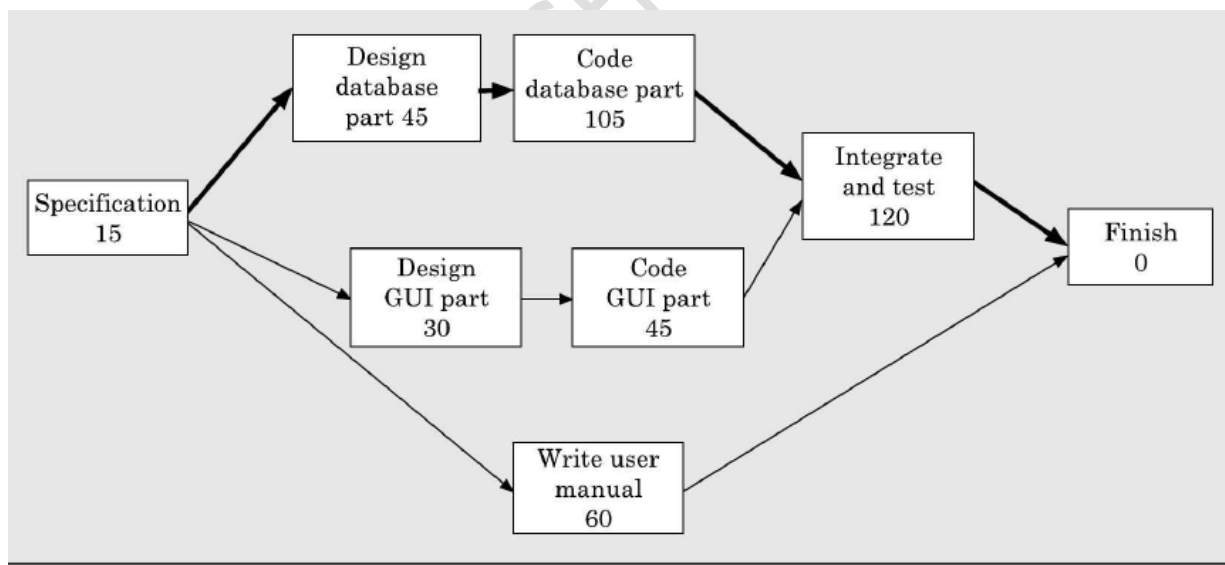 Design
database
part 45
Code
database part
105
Integrate
and test
120
Specification
15
Finish
0
Design
GUI part
30
Code
GUI part
45
Write user
manual
60